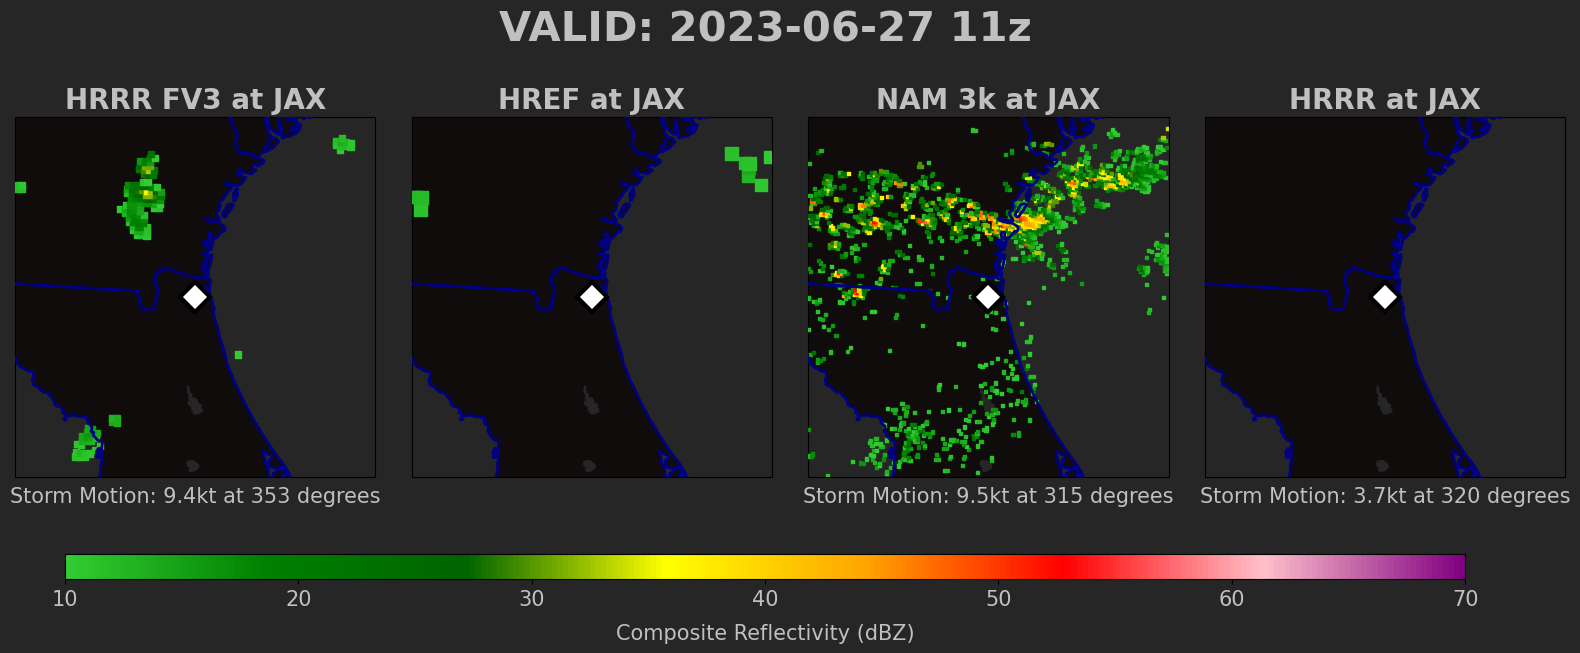 VALID: 2023-06-27 11z
HRRR FV3 at JAX
HREF at JAX
NAM 3k at JAX
HRRR at JAX
Storm Motion: 9.4kt at 353 degrees
Storm Motion: 9.5kt at 315 degrees
Storm Motion: 3.7kt at 320 degrees
10 20 30 40 50 60 70
Composite Reflectivity (dBZ)